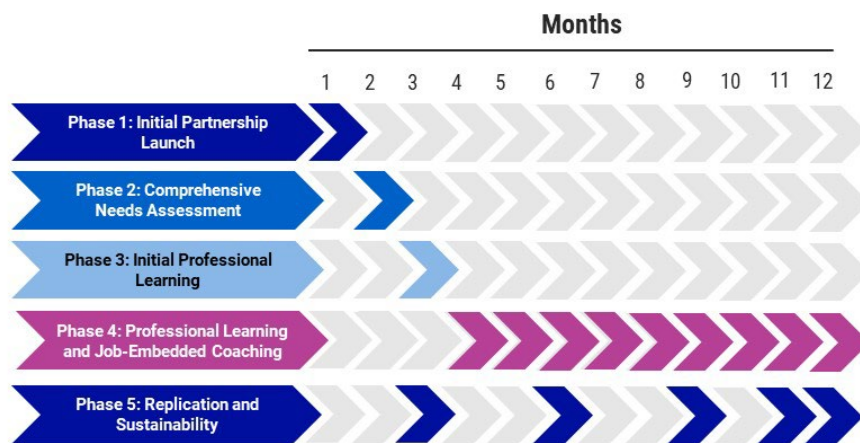 Months
1 2 3 4 5 6 7 8 9 10 11 12
Phase 1: Initial Partnership
Launch
Phase 2: Comprehensive
Needs Assessment
Phase 3: Initial Professional
Learning
Phase 4: Professional Learning
and Job-Embedded Coaching
Phase 5: Replication and
Sustainability